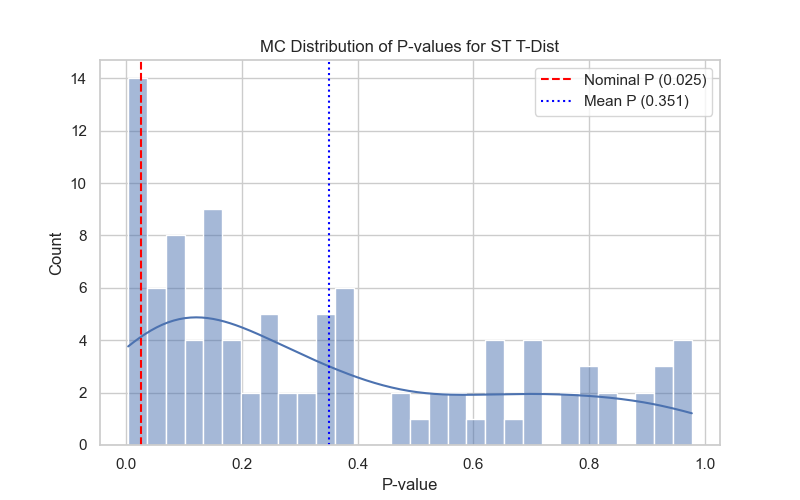 MC Distribution of P-values for ST T-Dist
Nominal P (0.025)
Mean P (0.351)
Count
14
12
10
8
6
4
2
0
0.0 0.2 0.4 0.6 0.8 1.0
P-value